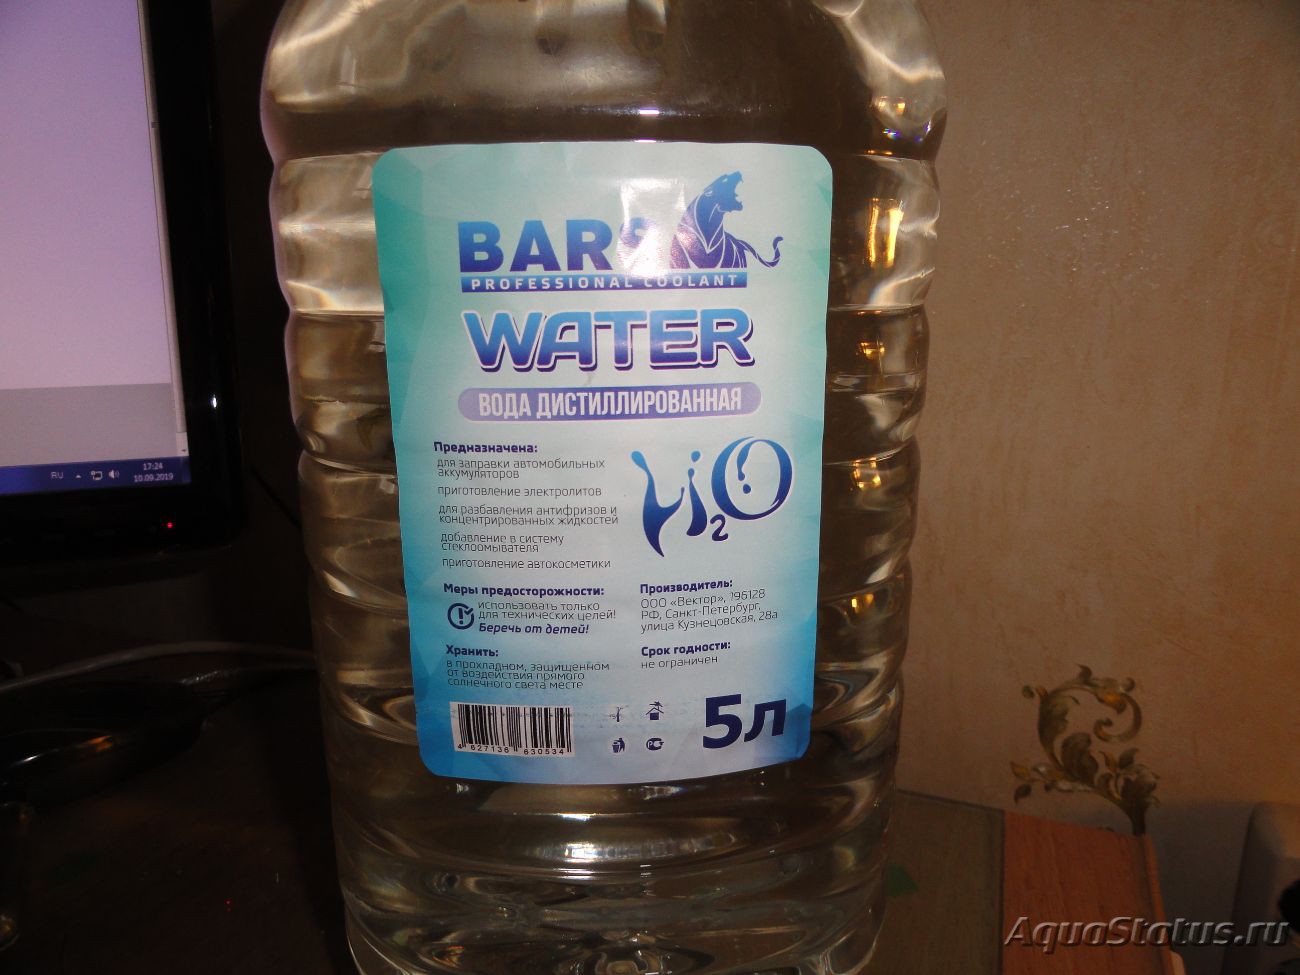 BARS
PROFESSIONAL COOLANT
WATER
ВОДА ДИСТИЛЛИРОВАННАЯ
H2O
Предназначена:
для заправки автомобильных
аккумуляторов
приготовление электролитов
для разбавления антифризов и
концентрированных жидкостей
добавление в систему
стеклоомывателя
приготовление автокосметики
Меры предосторожности:
использовать только
для технических целей!
Беречь от детей!
Хранить:
в прохладном, защищенном
от воздействия прямого
солнечного света месте
Производитель:
ООО «Вектор», 196128
РФ, Санкт-Петербург,
улица Кузнецовская, 28а
Срок годности:
не ограничен
4 627136 630534
5л
RU
17:24
10.09.2019
AquaStatus.ru